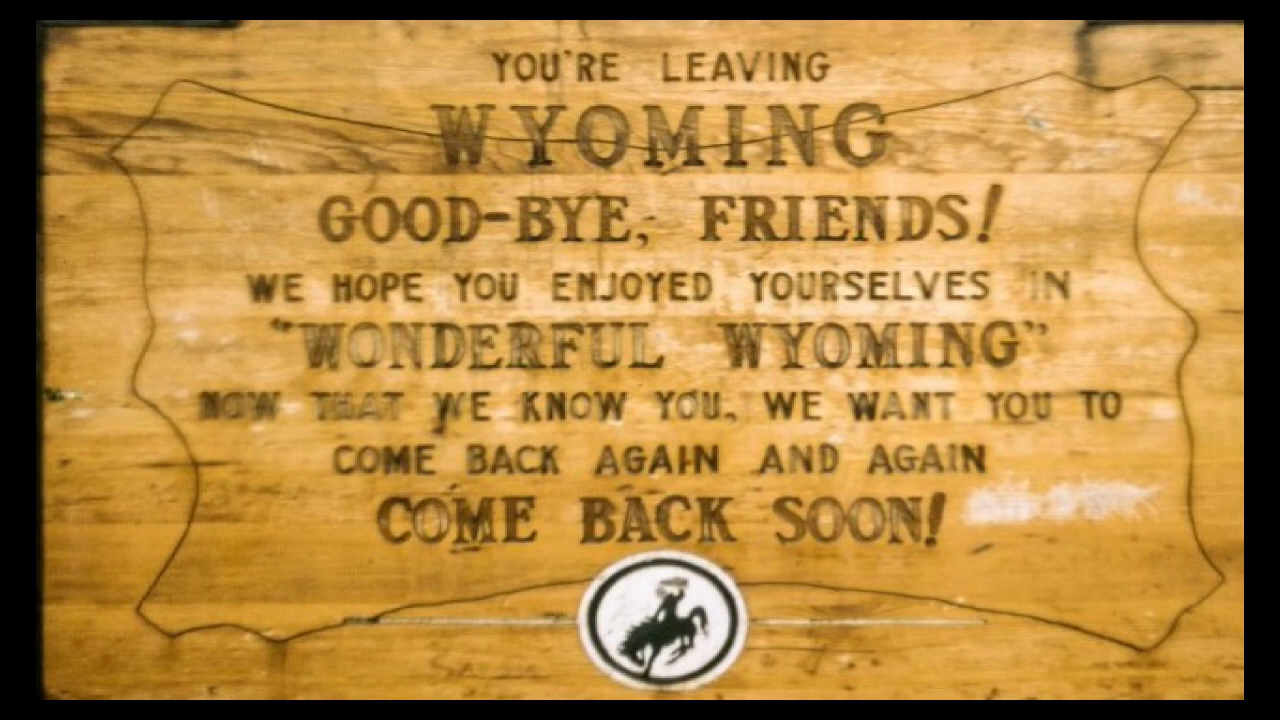 YOU'RE LEAVING
WYOMING
GOOD-BYE, FRIENDS!
WE HOPE YOU ENJOYED YOURSELVES IN
"WONDERFUL WYOMING"
NOW THAT WE KNOW YOU, WE WANT YOU TO
COME BACK AGAIN AND AGAIN
COME BACK SOON!